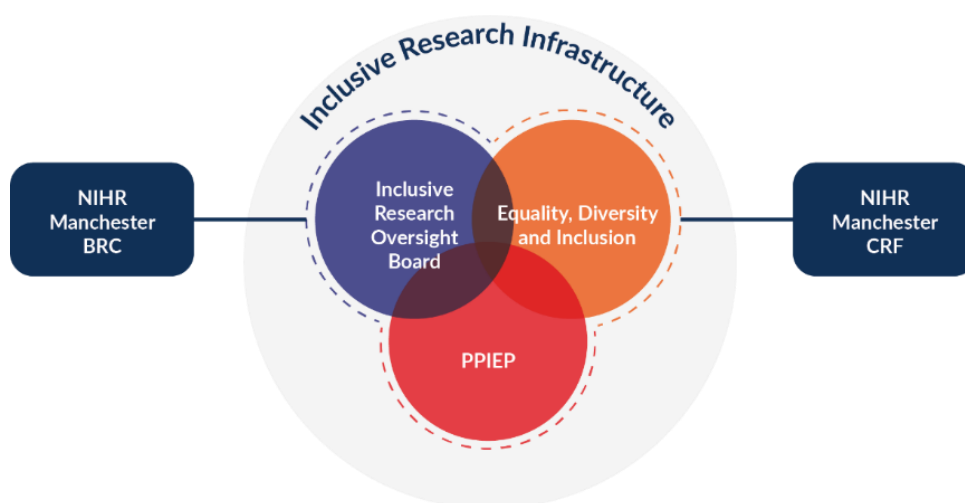 Inclusive Research Infrastructure
NIHR
Manchester
BRC
Inclusive
Research
Oversight
Board
Equality, Diversity
and Inclusion
NIHR
Manchester
CRF
PPIEP